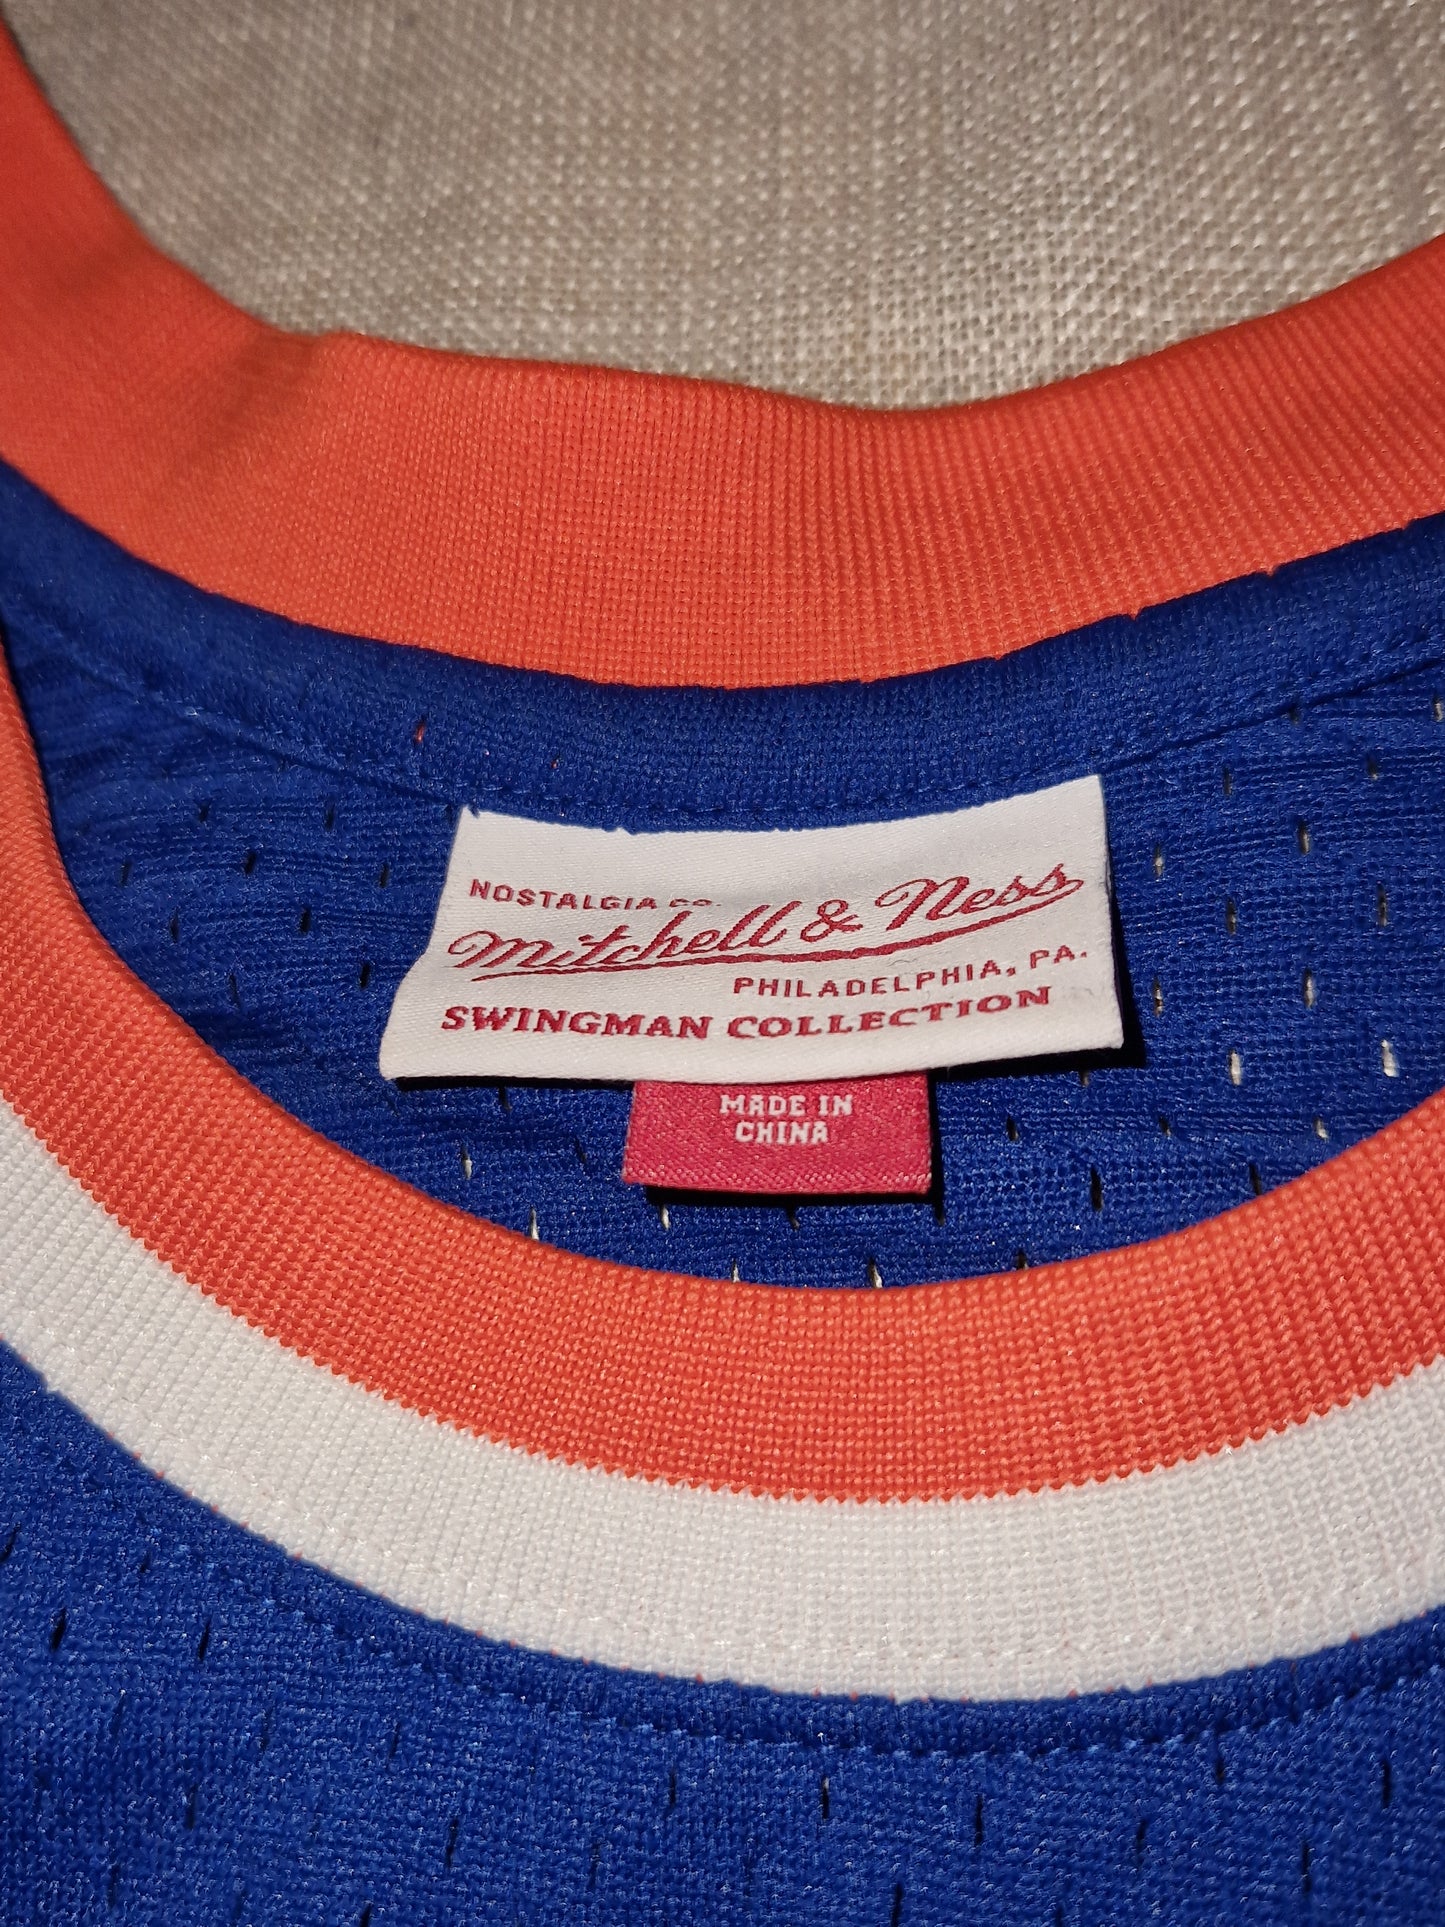 NOSTALGIA CO.
Mitchell & Ness
PHILADELPHIA, PA.
SWINGMAN COLLECTION
MADE IN
CHINA